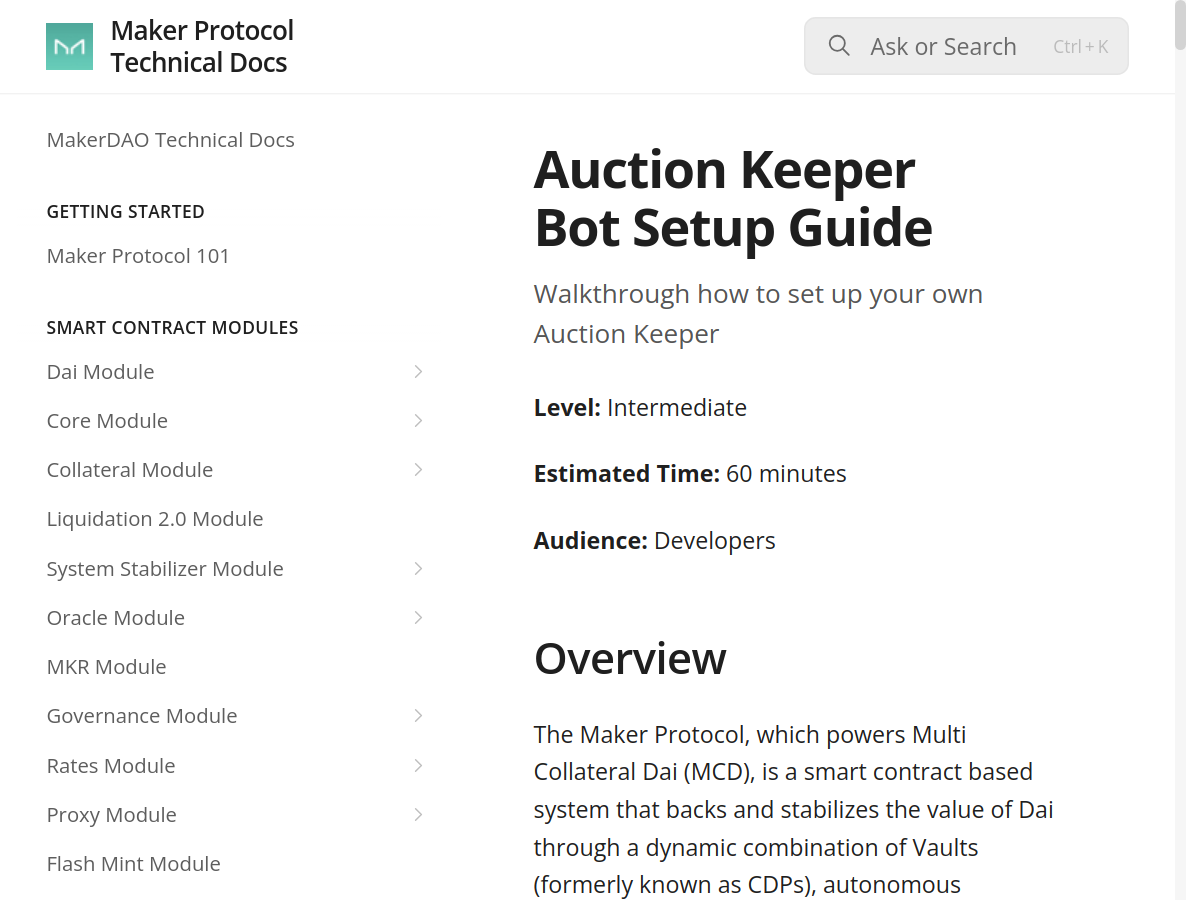 Maker Protocol
Technical Docs
Ask or Search
Ctrl + K
MakerDAO Technical Docs
GETTING STARTED
Maker Protocol 101
SMART CONTRACT MODULES
Dai Module
Core Module
Collateral Module
Liquidation 2.0 Module
System Stabilizer Module
Oracle Module
MKR Module
Governance Module
Rates Module
Proxy Module
Flash Mint Module
Auction Keeper
Bot Setup Guide
Walkthrough how to set up your own
Auction Keeper
Level: Intermediate
Estimated Time: 60 minutes
Audience: Developers
Overview
The Maker Protocol, which powers Multi
Collateral Dai (MCD), is a smart contract based
system that backs and stabilizes the value of Dai
through a dynamic combination of Vaults
(formerly known as CDPs), autonomous